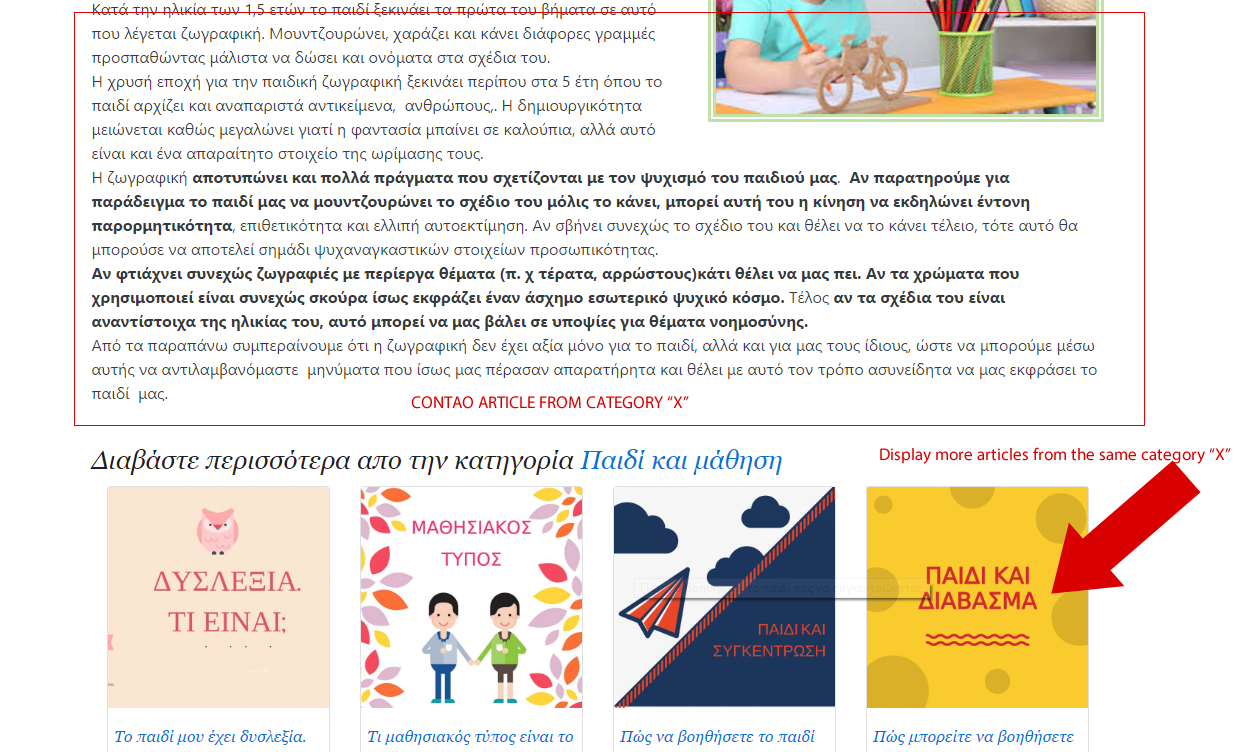 Κατά την ηλικία των 1,5 ετών το παιδί ξεκινάει τα πρώτα του βήματα σε αυτό
που λέγεται ζωγραφική. Μουντζουρώνει, χαράζει και κάνει διάφορες γραμμές
προσπαθώντας μάλιστα να δώσει και ονόματα στα σχέδια του.
Η χρυσή εποχή για την παιδική ζωγραφική ξεκινάει περίπου στα 5 έτη όπου το
παιδί αρχίζει και αναπαριστά αντικείμενα,  ανθρώπους,. Η δημιουργικότητα
μειώνεται καθώς μεγαλώνει γιατί η φαντασία μπαίνει σε καλούπια, αλλά αυτό
είναι και ένα απαραίτητο στοιχείο της ωρίμασης τους.
Η ζωγραφική αποτυπώνει και πολλά πράγματα που σχετίζονται με τον ψυχισμό του παιδιού μας.  Αν παρατηρούμε για
παράδειγμα το παιδί μας να μουντζουρώνει το σχέδιο του μόλις το κάνει, μπορεί αυτή του η κίνηση να εκδηλώνει έντονη
παρορμητικότητα, επιθετικότητα και ελλιπή αυτοεκτίμηση. Αν σβήνει συνεχώς το σχέδιο του και θέλει να το κάνει τέλειο, τότε αυτό θα
μπορούσε να αποτελεί σημάδι ψυχαναγκαστικών στοιχείων προσωπικότητας.
Αν φτιάχνει συνεχώς ζωγραφιές με περίεργα θέματα (π. χ τέρατα, αρρώστους)κάτι θέλει να μας πει. Αν τα χρώματα που
χρησιμοποιεί είναι συνεχώς σκούρα ίσως εκφράζει έναν άσχημο εσωτερικό ψυχικό κόσμο. Τέλος αν τα σχέδια του είναι
αναντίστοιχα της ηλικίας του, αυτό μπορεί να μας βάλει σε υποψίες για θέματα νοημοσύνης.
Από τα παραπάνω συμπεραίνουμε ότι η ζωγραφική δεν έχει αξία μόνο για το παιδί, αλλά και για μας τους ίδιους, ώστε να μπορούμε μέσω
αυτής να αντιλαμβανόμαστε  μηνύματα που ίσως μας πέρασαν απαρατήρητα και θέλει με αυτό τον τρόπο ασυνείδητα να μας εκφράσει το
παιδί  μας.
CONTAO ARTICLE FROM CATEGORY “X”
Διαβάστε περισσότερα απο την κατηγορία Παιδί και μάθηση
Display more articles from the same category “X”
ΔΥΣΛΕΞΙΑ.
ΤΙ ΕΙΝΑΙ;
ΜΑΘΗΣΙΑΚΟΣ
ΤΥΠΟΣ
ΠΑΙΔΙ ΚΑΙ
ΣΥΓΚΕΝΤΡΩΣΗ
ΠΑΙΔΙ ΚΑΙ
ΔΙΑΒΑΣΜΑ
Το παιδί μου έχει δυσλεξία.
Τι μαθησιακός τύπος είναι το
Πώς να βοηθήσετε το παιδί
Πώς μπορείτε να βοηθήσετε